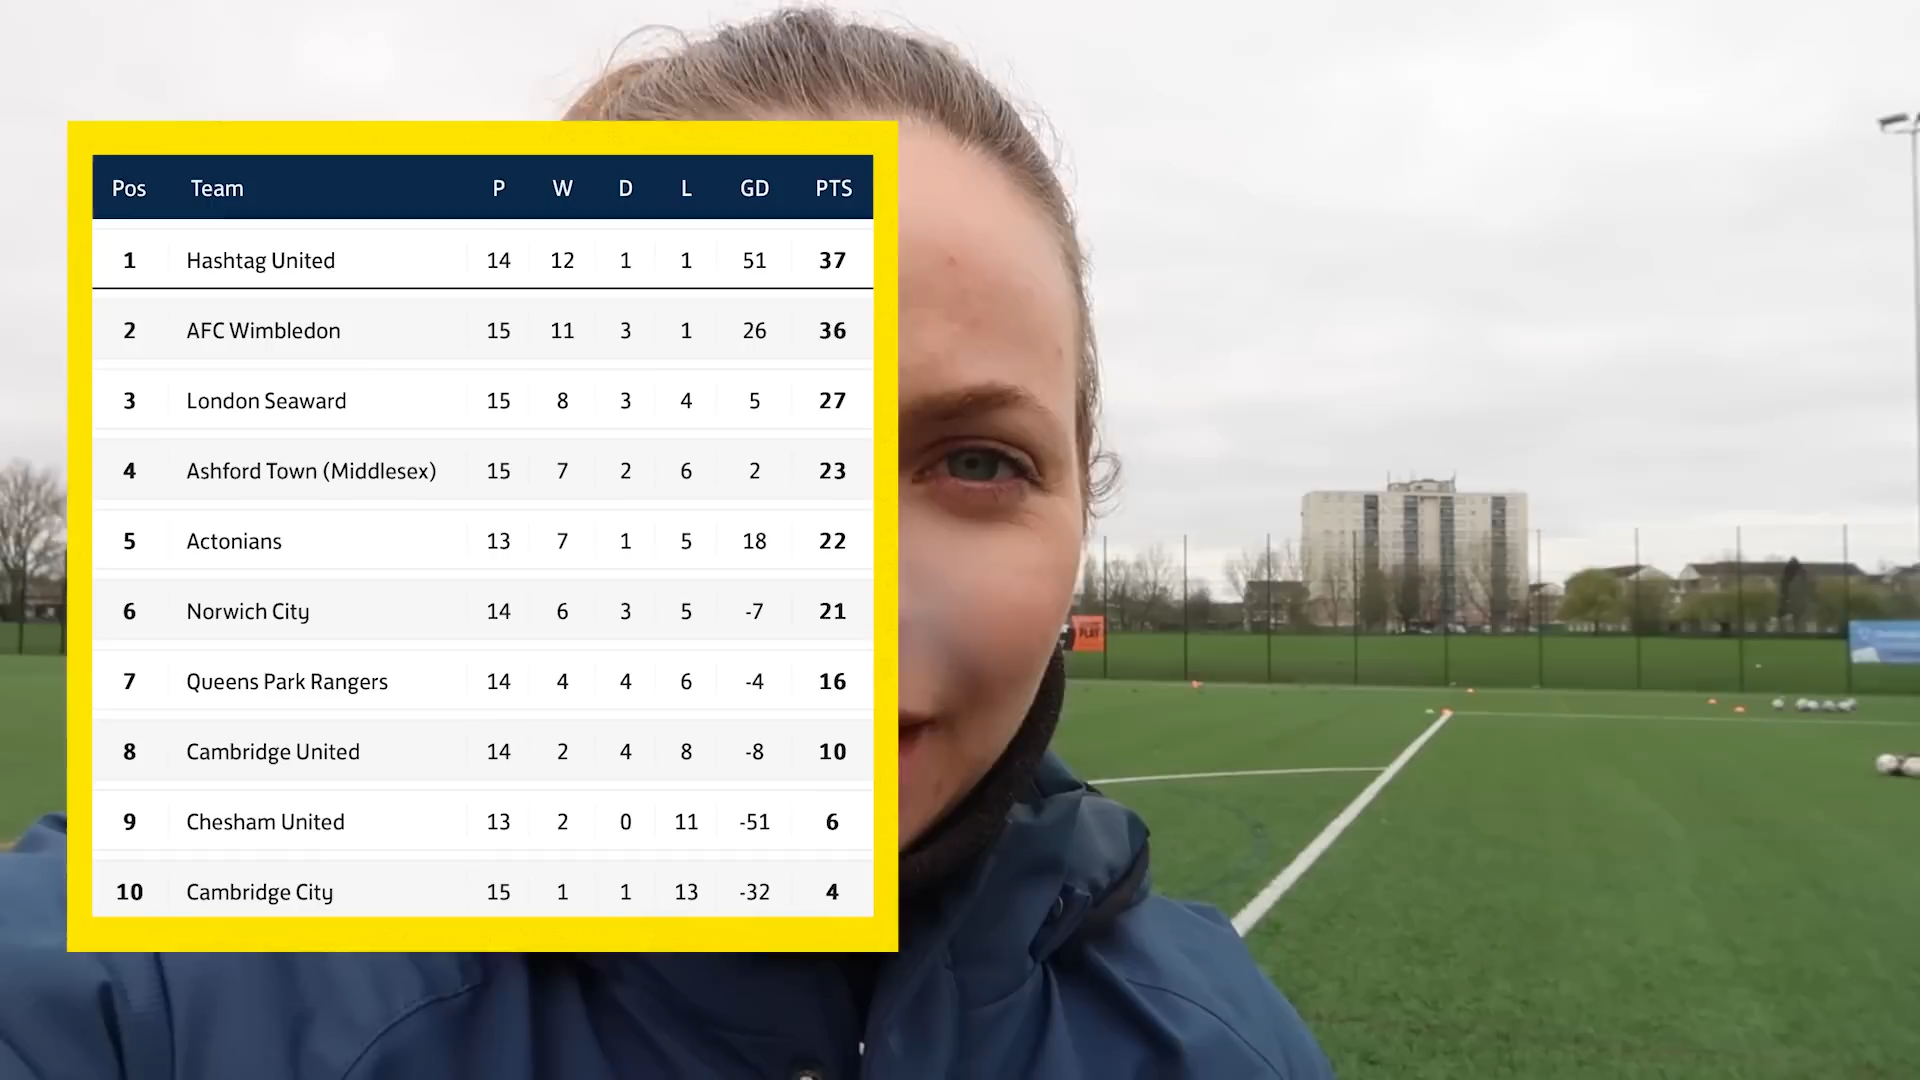 Pos Team P W D L GD PTS
1 Hashtag United 14 12 1 1 51 37
2 AFC Wimbledon 15 11 3 1 26 36
3 London Seaward 15 8 3 4 5 27
4 Ashford Town (Middlesex) 15 7 2 6 2 23
5 Actonians 13 7 1 5 18 22
6 Norwich City 14 6 3 5 -7 21
7 Queens Park Rangers 14 4 4 6 -4 16
8 Cambridge United 14 2 4 8 -8 10
9 Chesham United 13 2 0 11 -51 6
10 Cambridge City 15 1 1 13 -32 4
PLAY